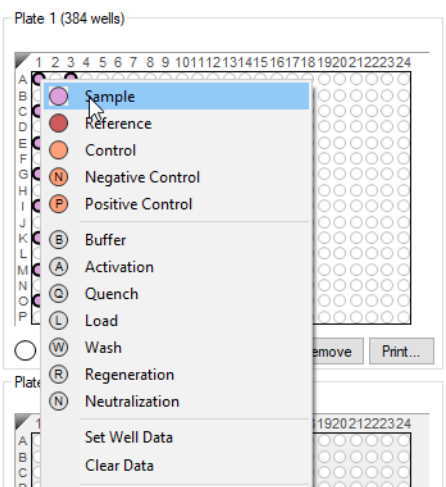 Plate 1 (384 wells)
1 2 3 4 5 6 7 8 9 10 11 12 13 14 15 16 17 18 19 20 21 22 23 24
A
B
C
D
E
F
G
H
I
J
K
L
M
N
O
P
Sample
Reference
Control
N Negative Control
P Positive Control
B Buffer
A Activation
Q Quench
L Load
W Wash
R Regeneration
N Neutralization
Set Well Data
Clear Data
emove
Print...
Plate
1 19 20 21 22 23 24
A
B
C